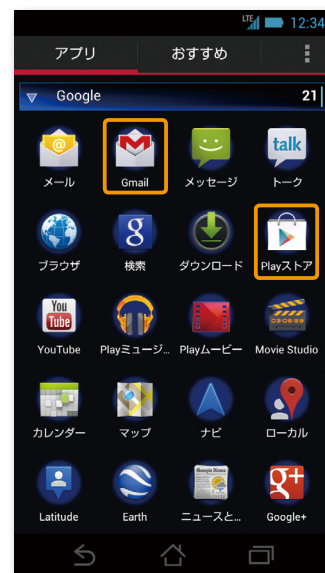 LTE 12:34
アプリ おすすめ
Google 21
talk
メール Gmail メッセージ トーク
8
ブラウザ 検索 ダウンロード Playストア
You
Tube
YouTube Playミュージ... Playムービー Movie Studio
カレンダー マップ ナビ ローカル
Google News
g+
Latitude Earth ニュースと... Google+